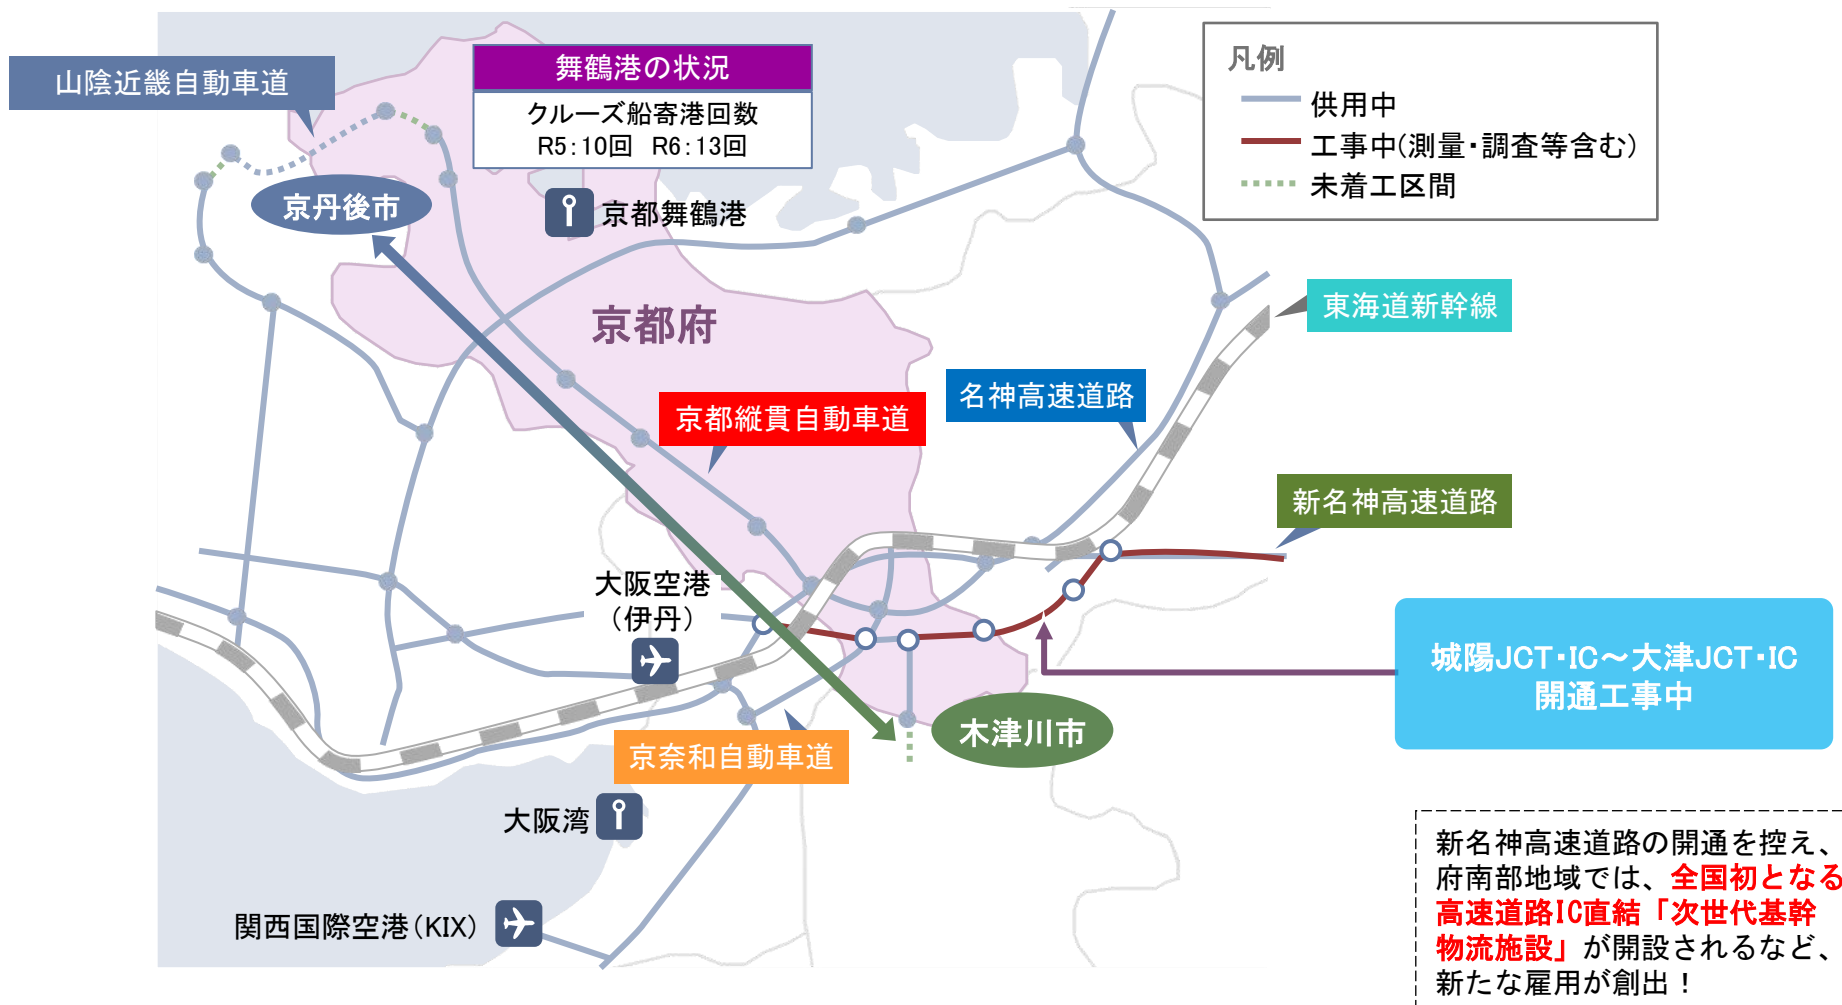 山陰近畿自動車道
舞鶴港の状況
クルーズ船寄港回数
R5:10回 R6:13回
凡例
供用中
工事中(測量・調査等含む)
未着工区間
京丹後市
京都舞鶴港
京都府
東海道新幹線
名神高速道路
京都縦貫自動車道
新名神高速道路
大阪空港
(伊丹)
城陽JCT・IC～大津JCT・IC
開通工事中
木津川市
京奈和自動車道
大阪湾
関西国際空港(KIX)
新名神高速道路の開通を控え、
府南部地域では、全国初となる
高速道路IC直結「次世代基幹
物流施設」が開設されるなど、
新たな雇用が創出！